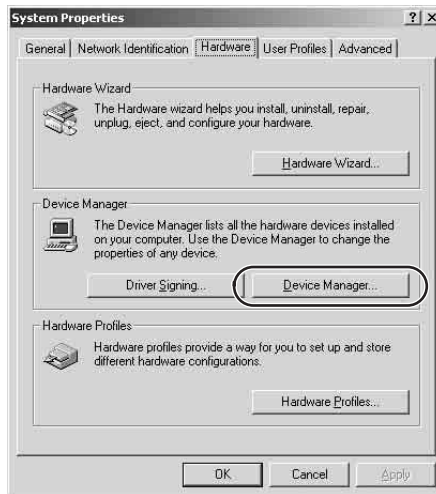 System Properties
? x
General Network Identification Hardware User Profiles Advanced
Hardware Wizard
The Hardware wizard helps you install, uninstall, repair,
unplug, eject, and configure your hardware.
Hardware Wizard...
Device Manager
The Device Manager lists all the hardware devices installed
on your computer. Use the Device Manager to change the
properties of any device.
Driver Signing... Device Manager...
Hardware Profiles
Hardware profiles provide a way for you to set up and store
different hardware configurations.
Hardware Profiles...
OK Cancel Apply